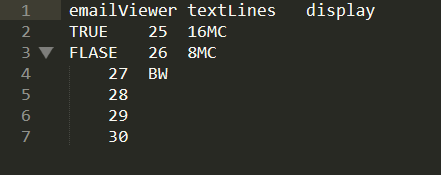 1 emailViewer textLines display
2 TRUE 25 16MC
3 FLASE 26 8MC
4 27 BW
5 28
6 29
7 30